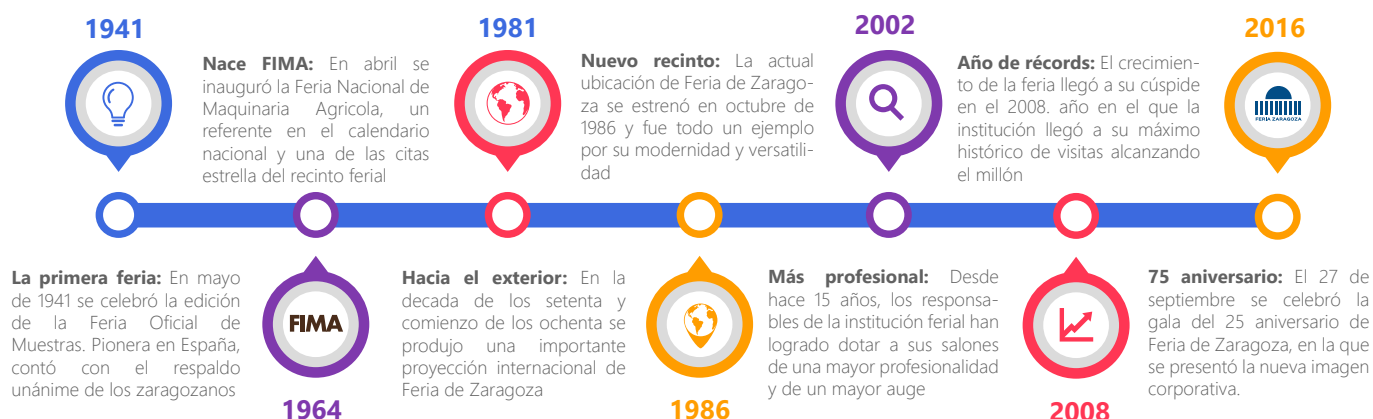 1941
La primera feria: En mayo
de 1941 se celebró la edición
de la Feria Oficial de
Muestras. Pionera en España,
contó con el respaldo
unánime de los zaragozanos
Nace FIMA: En abril se
inauguró la Feria Nacional de
Maquinaria Agricola, un
referente en el calendario
nacional y una de las citas
estrella del recinto ferial
FIMA
1964
1981
Hacia el exterior: En la
decada de los setenta y
comienzo de los ochenta se
produjo una importante
proyección internacional de
Feria de Zaragoza
Nuevo recinto: La actual
ubicación de Feria de Zarago-
za se estrenó en octubre de
1986 y fue todo un ejemplo
por su modernidad y versatili-
dad
1986
2002
Más profesional: Desde
hace 15 años, los responsa-
bles de la institución ferial han
logrado dotar a sus salones
de una mayor profesionalidad
y de un mayor auge
Año de récords: El crecimien-
to de la feria llegó a su cúspide
en el 2008. año en el que la
institución llegó a su máximo
histórico de visitas alcanzando
el millón
2008
2016
FERIA ZARAGOZA
75 aniversario: El 27 de
septiembre se celebró la
gala del 25 aniversario de
Feria de Zaragoza, en la que
se presentó la nueva imagen
corporativa.